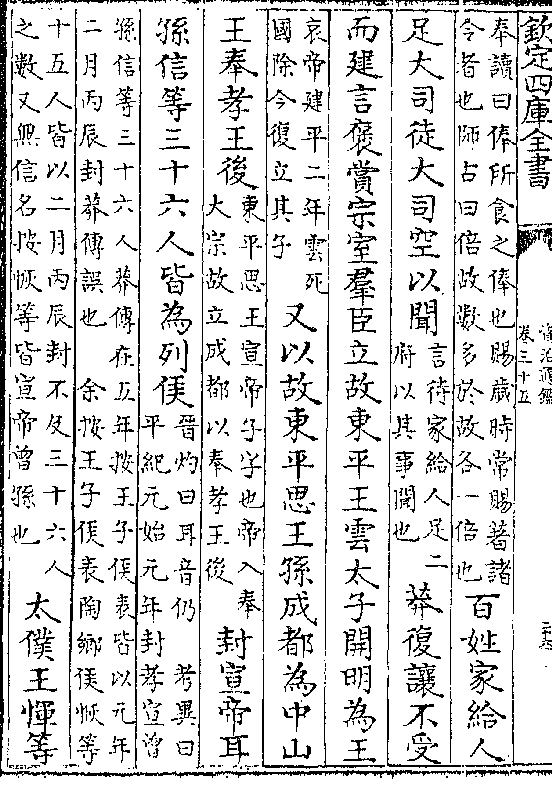 欽定四庫全書
卷三十五
奉讀曰俸所食之俸也賜歲時常賜著諸
令者也師占曰倍故數多於故各一倍也
百姓家給人
足大司徒大司空以聞
言待家給人足二
府以其事聞也
莽復讓不受
而建言褒賞宗室羣臣立故東平王雲太子開明為王
哀帝建平二年雲死
國除今復立其子
又以故東平思王孫成都為中山
王奉孝王後
東平思王宣帝子宇也帝入奉
大宗故立成都以奉孝王後
封宣帝耳
孫信等三十六人皆為列侯
晉灼曰耳音仍 考異曰
平紀元始元年封孝宣曾
孫信等三十六人莽傳在五年按王子侯表皆以元年
二月丙辰封莽傳誤也 余按王子侯表陶鄉侯恢等
十五人皆以二月丙辰封不及三十六人
之數又無信名按恢等皆宣帝曾孫也
太僕王惲等